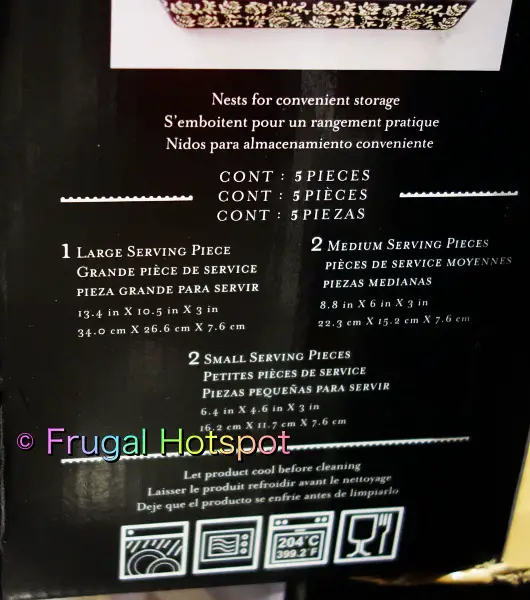 Nests for convenient storage
S'emboitent pour un rangement pratique
Nidos para almacenamiento conveniente
CONT : 5 PIECES
CONT : 5 PIÈCES
CONT : 5 PIEZAS
1 LARGE SERVING PIECE
GRANDE PIÈCE DE SERVICE
PIEZA GRANDE PARA SERVIR
13.4 in X 10.5 in X 3 in
34.0 cm X 26.6 cm X 7.6 cm
2 MEDIUM SERVING PIECES
PIÈCES DE SERVICE MOYENNES
PIEZAS MEDIANAS
8.8 in X 6 in X 3 in
22.3 cm X 15.2 cm X 7.6 cm
2 SMALL SERVING PIECES
PETITES PIÈCES DE SERVICE
PIEZAS PEQUEÑAS PARA SERVIR
6.4 in X 4.6 in X 3 in
16.2 cm X 11.7 cm X 7.6 cm
© Frugal Hotspot
Let product cool before cleaning
Laisser le produit refroidir avant le nettoyage
Deje que el producto se enfríe antes de limpiarlo
204°C
399.2°F